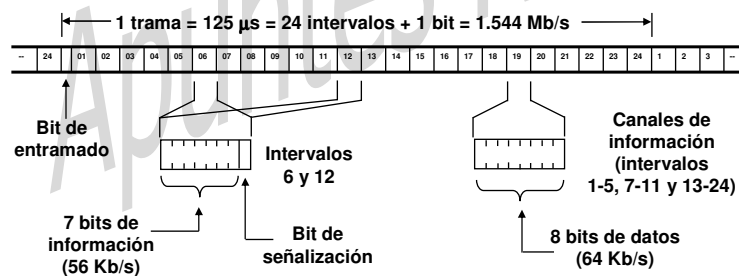 1 trama = 125 μs = 24 intervalos + 1 bit = 1.544 Mb/s
-- 24 01 02 03 04 05 06 07 08 09 10 11 12 13 14 15 16 17 18 19 20 21 22 23 24 1 2 3 --
Bit de
entramado
Intervalos
6 y 12
Canales de
información
(intervalos
1-5, 7-11 y 13-24)
7 bits de
información
(56 Kb/s)
Bit de
señalización
8 bits de datos
(64 Kb/s)
Apuntes